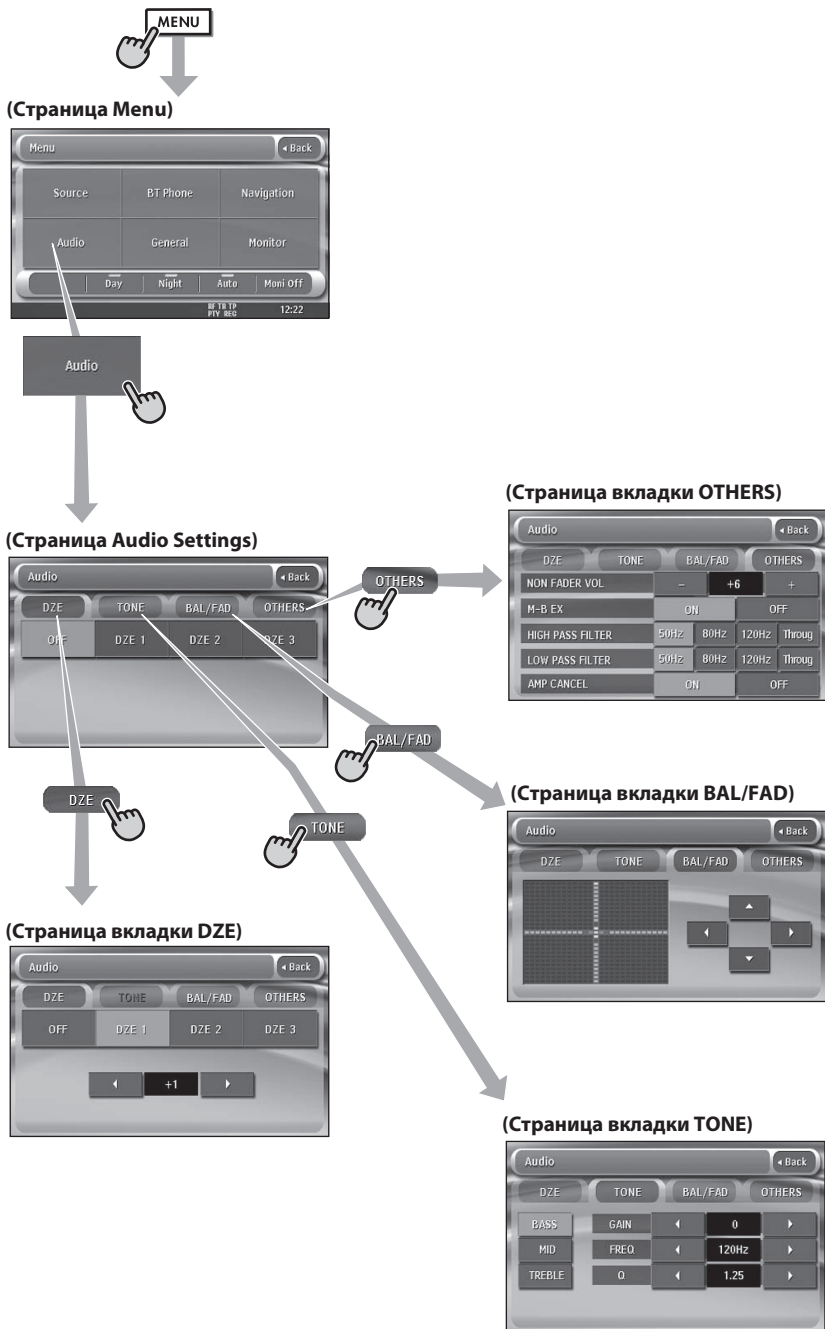 MENU
(Страница Menu)
Menu
Back
Source BT Phone Navigation
Audio General Monitor
Day Night Auto Moni Off
RF TR TP
PTY REG
12:22
Audio
(Страница Audio Settings)
Audio
Back
DZE TONE BAL/FAD OTHERS
OFF DZE 1 DZE 2 DZE 3
OTHERS
(Страница вкладки OTHERS)
Audio
Back
DZE TONE BAL/FAD OTHERS
NON FADER VOL − +6 +
M-B EX ON OFF
HIGH PASS FILTER 50Hz 80Hz 120Hz Throug
LOW PASS FILTER 50Hz 80Hz 120Hz Throug
AMP CANCEL ON OFF
BAL/FAD
(Страница вкладки BAL/FAD)
Audio
Back
DZE TONE BAL/FAD OTHERS
DZE
TONE
(Страница вкладки DZE)
Audio
Back
DZE TONE BAL/FAD OTHERS
OFF DZE 1 DZE 2 DZE 3
+1
(Страница вкладки TONE)
Audio
Back
DZE TONE BAL/FAD OTHERS
BASS GAIN 0
MID FREQ 120Hz
TREBLE Q 1.25